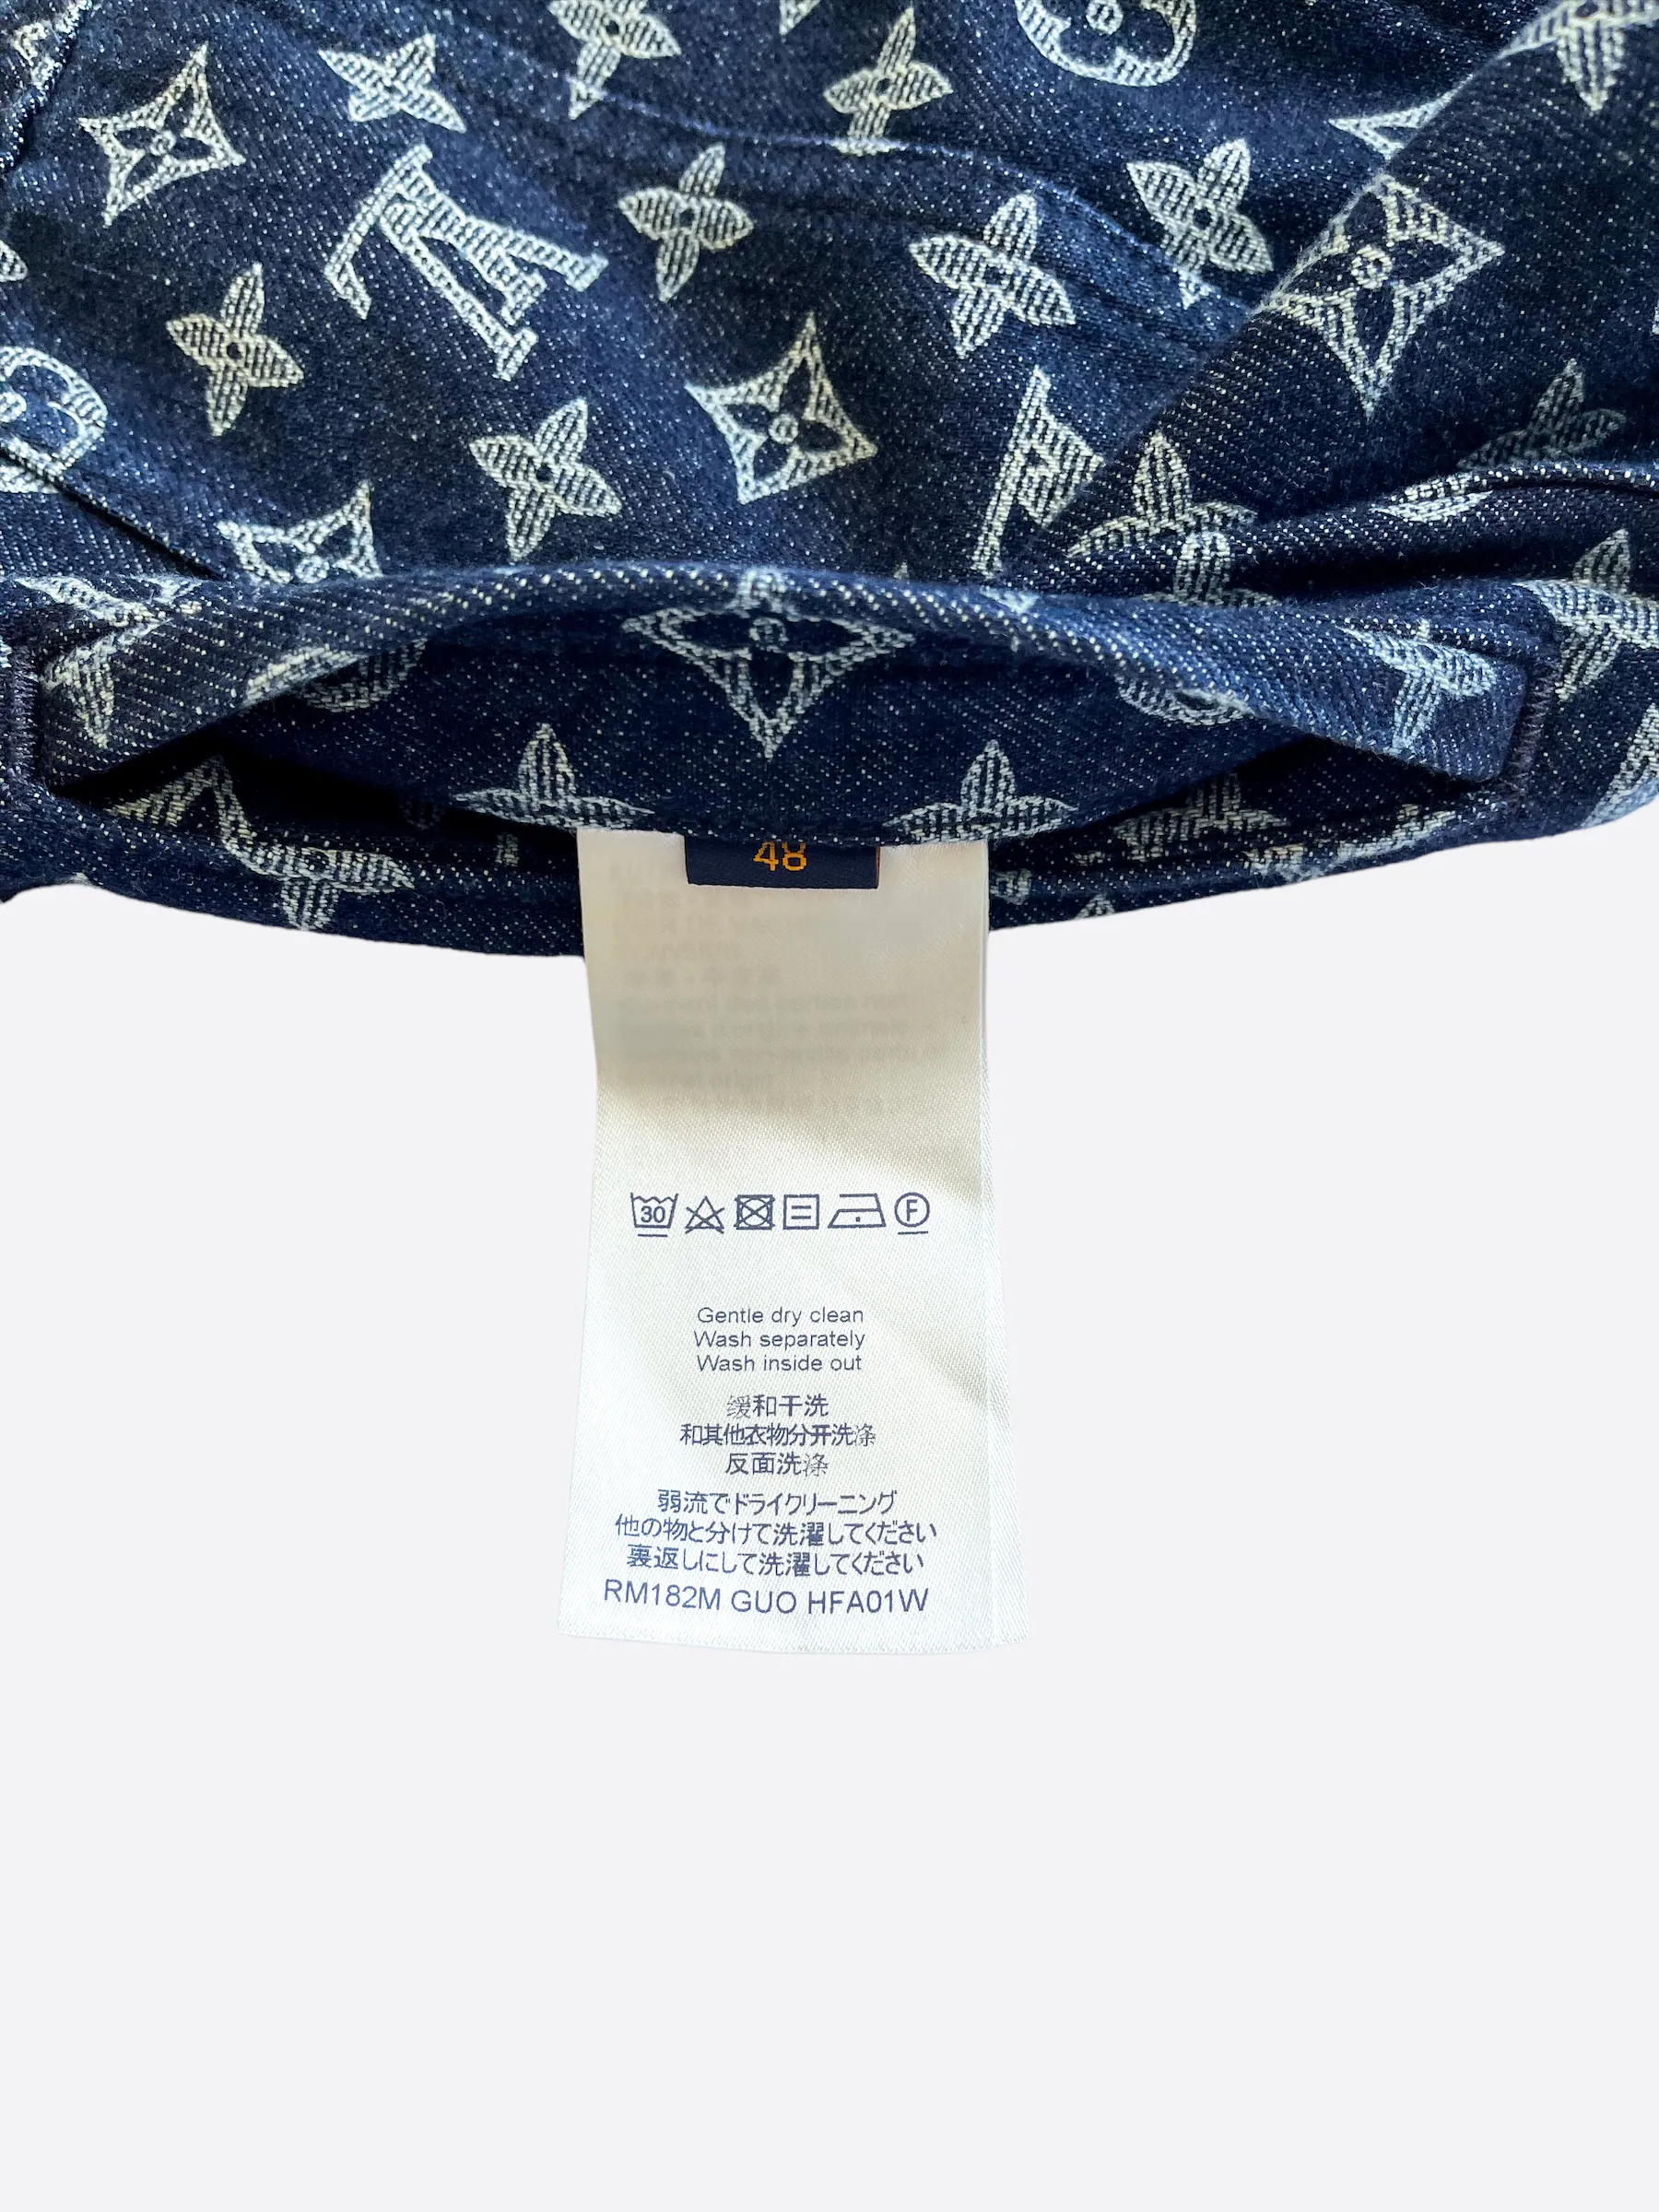 48
30
F
Gentle dry clean
Wash separately
Wash inside out
缓和干洗
和其他衣物分开洗涤
反面洗涤
弱流でドライクリーニング
他の物と分けて洗濯してください
裏返しにして洗濯してください
RM182M GUO HFA01W